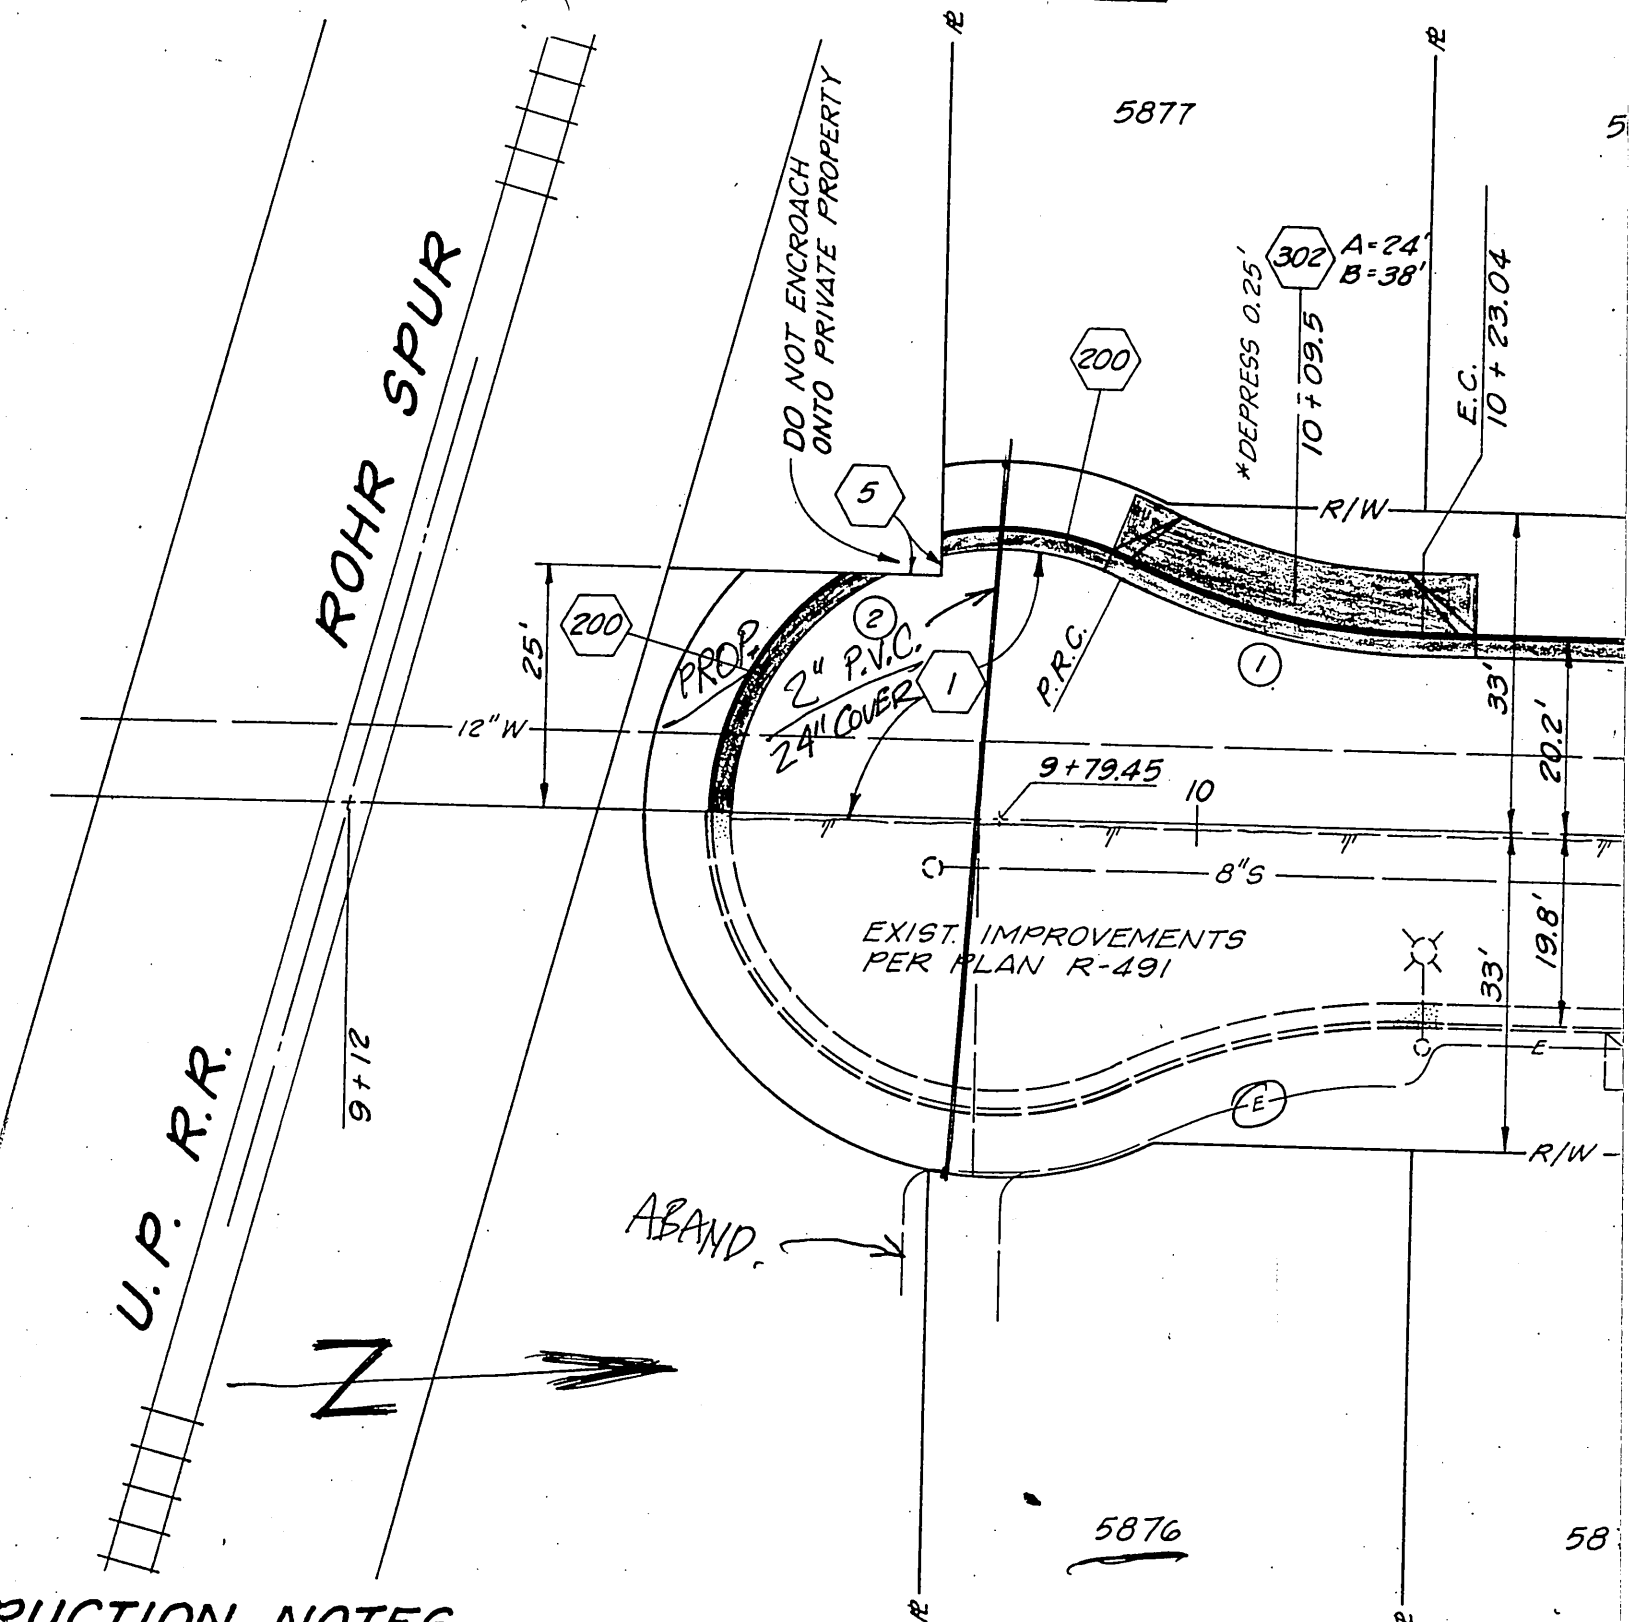 5877
DO NOT ENCROACH
ONTO PRIVATE PROPERTY
*DEPRESS 0.25'
302
A=24'
B=38'
10+09.5
E.C.
10+23.04
200
ROHR SPUR
5
R/W
25'
200
PROP.
2
2" P.V.C.
24" COVER
1
P.R.C.
1
33'
20.2'
12"W
9+79.45
10
8"S
EXIST. IMPROVEMENTS
PER PLAN R-491
33'
19.8'
9+12
E
E
R/W
U.P. R.R.
ABAND.
Z
5876
58
RUCTION NOTES